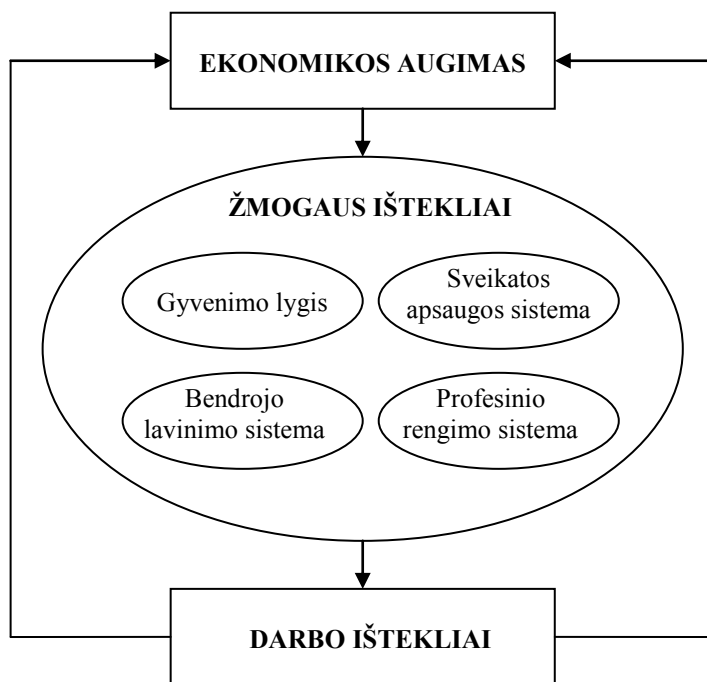 EKONOMIKOS AUGIMAS
ŽMOGAUS IŠTEKLIAI
Gyvenimo lygis
Sveikatos
apsaugos sistema
Bendrojo
lavinimo sistema
Profesinio
rengimo sistema
DARBO IŠTEKLIAI